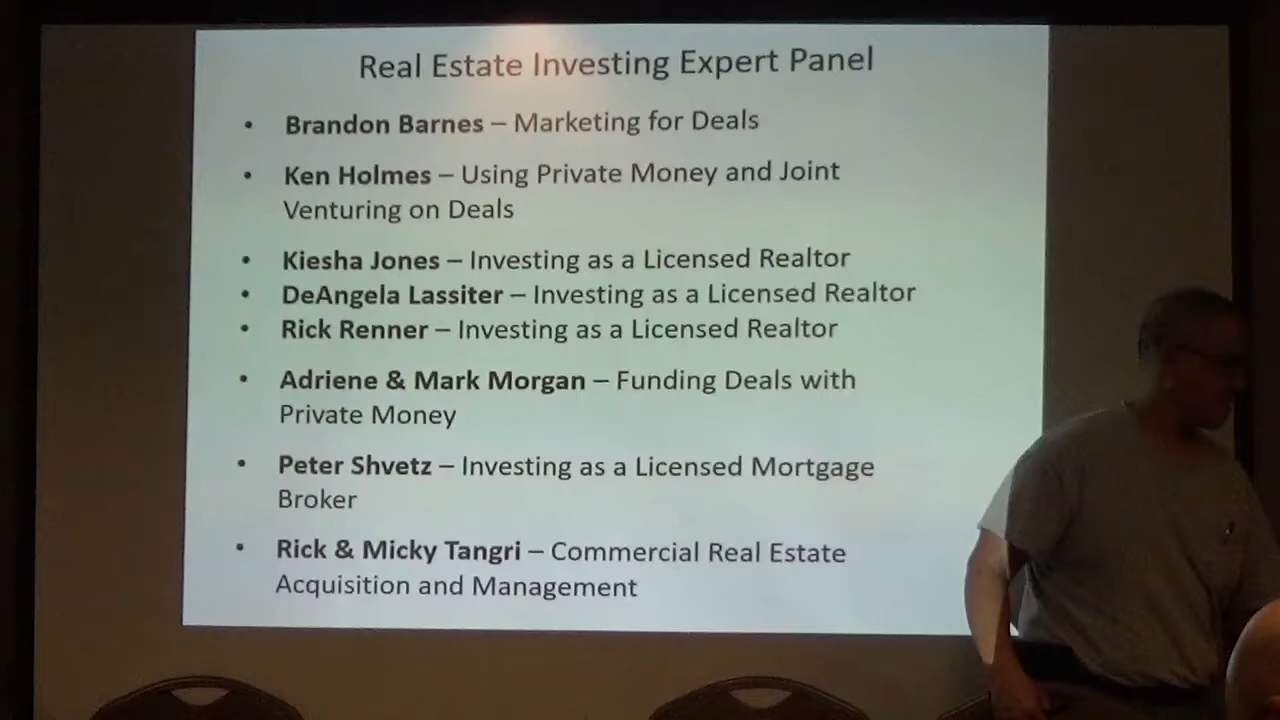 Real Estate Investing Expert Panel
• Brandon Barnes – Marketing for Deals
• Ken Holmes – Using Private Money and Joint
Venturing on Deals
• Kiesha Jones – Investing as a Licensed Realtor
• DeAngela Lassiter – Investing as a Licensed Realtor
• Rick Renner – Investing as a Licensed Realtor
• Adriene & Mark Morgan – Funding Deals with
Private Money
• Peter Shvetz – Investing as a Licensed Mortgage
Broker
• Rick & Micky Tangri – Commercial Real Estate
Acquisition and Management